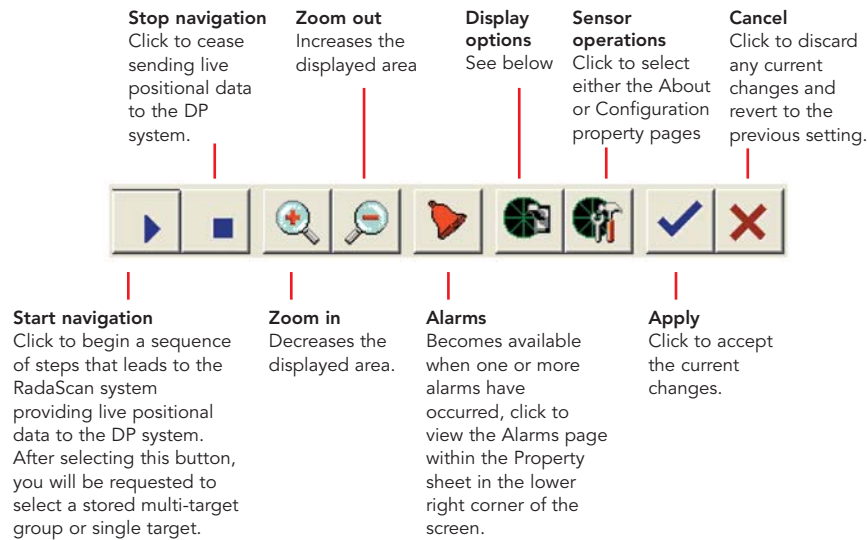 Stop navigation
Click to cease
sending live
positional data
to the DP
system.
Zoom out
Increases the
displayed area
Display
options
See below
Sensor
operations
Click to select
either the About
or Configuration
property pages
Cancel
Click to discard
any current
changes and
revert to the
previous setting.
Start navigation
Click to begin a sequence
of steps that leads to the
RadaScan system
providing live positional
data to the DP system.
After selecting this button,
you will be requested to
select a stored multi-target
group or single target.
Zoom in
Decreases the
displayed area.
Alarms
Becomes available
when one or more
alarms have
occurred, click to
view the Alarms page
within the Property
sheet in the lower
right corner of the
screen.
Apply
Click to accept
the current
changes.